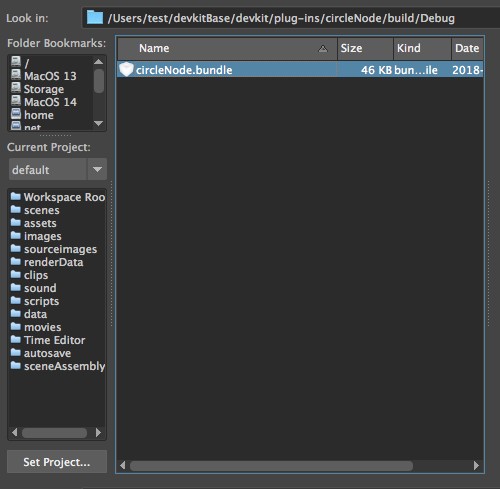 Look in: /Users/test/devkitBase/devkit/plug-ins/circleNode/build/Debug
Folder Bookmarks:
/
MacOS 13
Storage
MacOS 14
home
net
Current Project:
default
Workspace Roo
scenes
assets
images
sourceimages
renderData
clips
sound
scripts
data
movies
Time Editor
autosave
sceneAssembly
Set Project...
Name Size Kind Date
circleNode.bundle 46 KB bun...ile 2018-